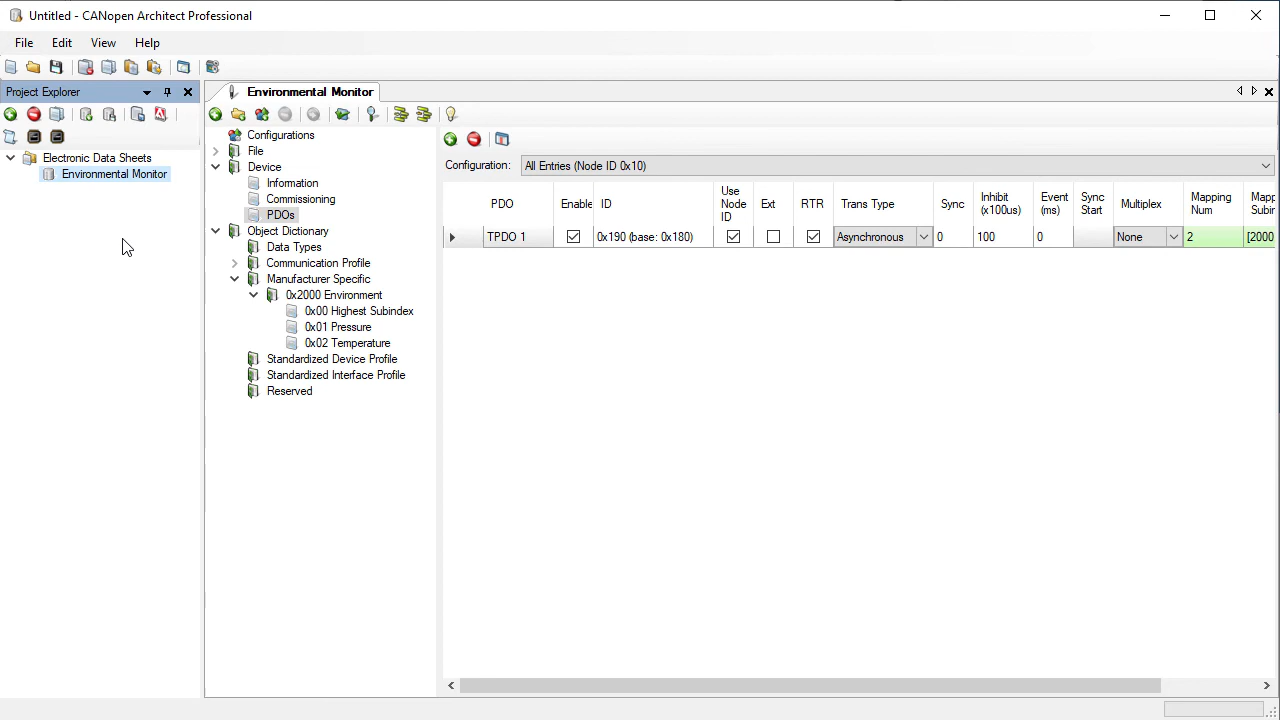 Untitled - CANopen Architect Professional
File Edit View Help
Project Explorer
Environmental Monitor
Electronic Data Sheets
Environmental Monitor
Configurations
File
Device
Information
Commissioning
PDOs
Object Dictionary
Data Types
Communication Profile
Manufacturer Specific
0x2000 Environment
0x00 Highest Subindex
0x01 Pressure
0x02 Temperature
Standardized Device Profile
Standardized Interface Profile
Reserved
Configuration: All Entries (Node ID 0x10)
PDO Enable ID Use Node ID Ext RTR Trans Type Sync Inhibit (x100us) Event (ms) Sync Start Multiplex Mapping Num Mapp Subin
TPDO 1 0x190 (base: 0x180) Asynchronous 0 100 0 None 2 [2000